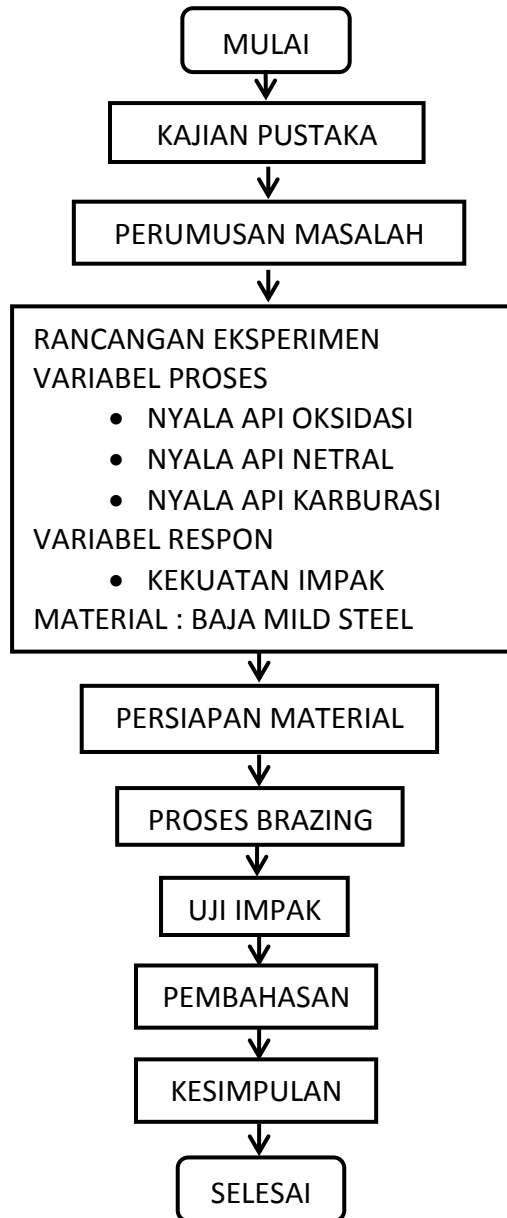 MULAI
KAJIAN PUSTAKA
PERUMUSAN MASALAH
RANCANGAN EKSPERIMEN
VARIABEL PROSES
• NYALA API OKSIDASI
• NYALA API NETRAL
• NYALA API KARBURASI
VARIABEL RESPON
• KEKUATAN IMPAK
MATERIAL : BAJA MILD STEEL
PERSIAPAN MATERIAL
PROSES BRAZING
UJI IMPAK
PEMBAHASAN
KESIMPULAN
SELESAI